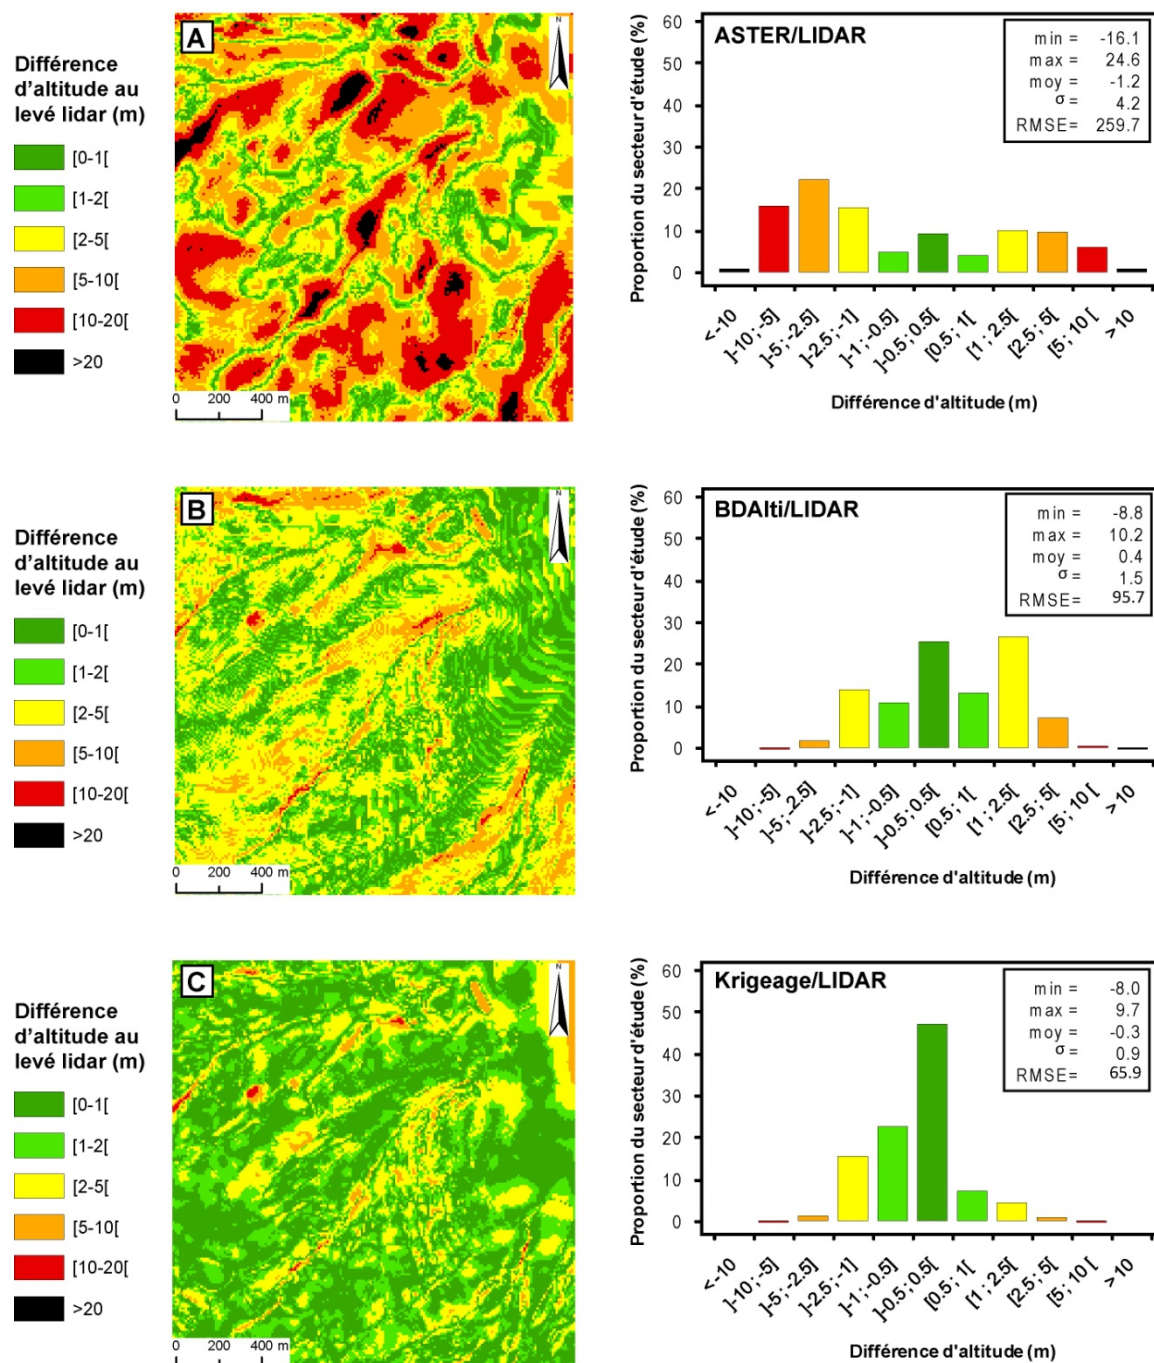 A
N
Différence
d'altitude au
levé lidar (m)
[0-1[
[1-2[
[2-5[
[5-10[
[10-20[
>20
0 200 400 m
ASTER/LIDAR
min = -16.1
max = 24.6
moy = -1.2
σ = 4.2
RMSE= 259.7
Proportion du secteur d'étude (%)
60
50
40
30
20
10
0
<-10
]-10 ; -5]
]-5 ; -2.5]
]-2.5 ; -1]
]-1 ; -0.5]
]-0.5 ; 0.5[
[0.5 ; 1[
[1 ; 2.5[
[2.5 ; 5[
[5 ; 10 [
>10
Différence d'altitude (m)
B
N
Différence
d'altitude au
levé lidar (m)
[0-1[
[1-2[
[2-5[
[5-10[
[10-20[
>20
0 200 400 m
BDAlti/LIDAR
min = -8.8
max = 10.2
moy = 0.4
σ = 1.5
RMSE= 95.7
Proportion du secteur d'étude (%)
60
50
40
30
20
10
0
<-10
]-10 ; -5]
]-5 ; -2.5]
]-2.5 ; -1]
]-1 ; -0.5]
]-0.5 ; 0.5[
[0.5 ; 1[
[1 ; 2.5[
[2.5 ; 5[
[5 ; 10 [
>10
Différence d'altitude (m)
C
N
Différence
d'altitude au
levé lidar (m)
[0-1[
[1-2[
[2-5[
[5-10[
[10-20[
>20
0 200 400 m
Krigeage/LIDAR
min = -8.0
max = 9.7
moy = -0.3
σ = 0.9
RMSE= 65.9
Proportion du secteur d'étude (%)
60
50
40
30
20
10
0
<-10
]-10 ; -5]
]-5 ; -2.5]
]-2.5 ; -1]
]-1 ; -0.5]
]-0.5 ; 0.5[
[0.5 ; 1[
[1 ; 2.5[
[2.5 ; 5[
[5 ; 10 [
>10
Différence d'altitude (m)